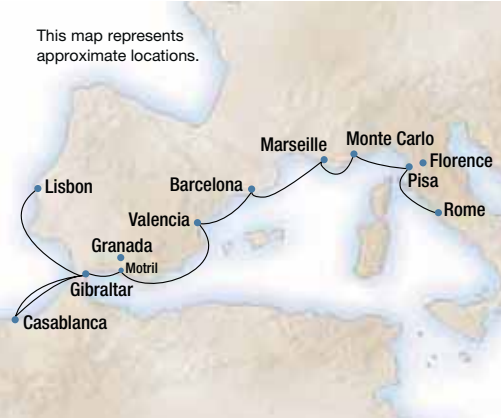 This map represents
approximate locations.
Marseille
Monte Carlo
Florence
Pisa
Lisbon
Barcelona
Rome
Valencia
Granada
Motril
Gibraltar
Casablanca